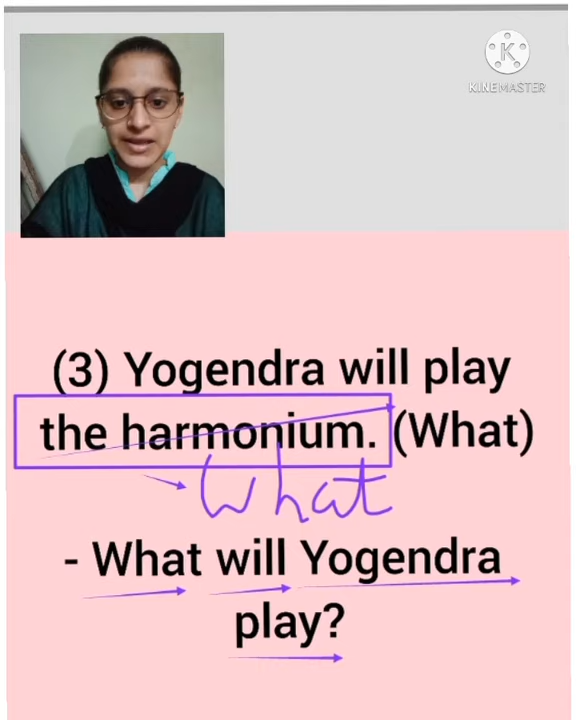 KINEMASTER
(3) Yogendra will play
the harmonium. (What)
What
- What will Yogendra
play?